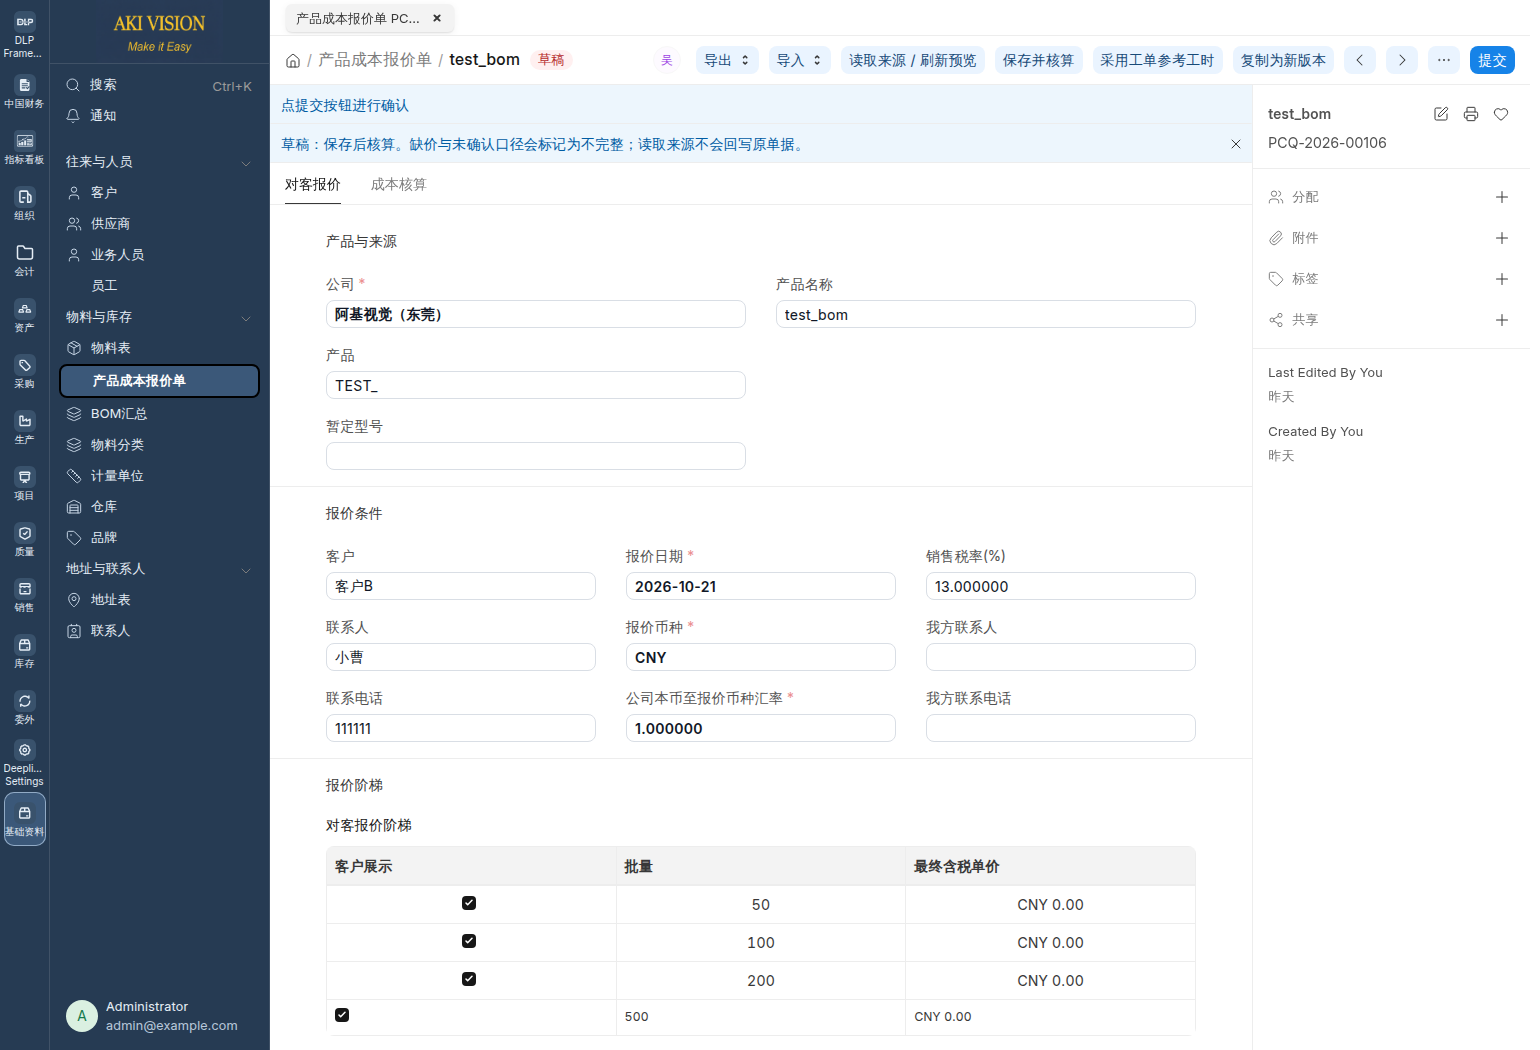 DLP
DLP
Frame...
中国财务
指标看板
组织
会计
资产
采购
生产
项目
质量
销售
库存
委外
Deepli...
Settings
基础资料
AKI VISION
Make it Easy
搜索 Ctrl+K
通知
往来与人员
客户
供应商
业务人员
员工
物料与库存
物料表
产品成本报价单
BOM汇总
物料分类
计量单位
仓库
品牌
地址与联系人
地址表
联系人
A
Administrator
admin@example.com
产品成本报价单 PC...
/ 产品成本报价单 / test_bom 草稿
吴 导出 导入 读取来源 / 刷新预览 保存并核算 采用工单参考工时 复制为新版本 ... 提交
点提交按钮进行确认
草稿：保存后核算。缺价与未确认口径会标记为不完整；读取来源不会回写原单据。
对客报价 成本核算
产品与来源
公司 * 产品名称
阿基视觉（东莞） test_bom
产品
TEST_
暂定型号
报价条件
客户 报价日期 * 销售税率(%)
客户B 2026-10-21 13.000000
联系人 报价币种 * 我方联系人
小曹 CNY
联系电话 公司本币至报价币种汇率 * 我方联系电话
111111 1.000000
报价阶梯
对客报价阶梯
客户展示 批量 最终含税单价
50 CNY 0.00
100 CNY 0.00
200 CNY 0.00
500 CNY 0.00
test_bom
PCQ-2026-00106
分配
附件
标签
共享
Last Edited By You
昨天
Created By You
昨天